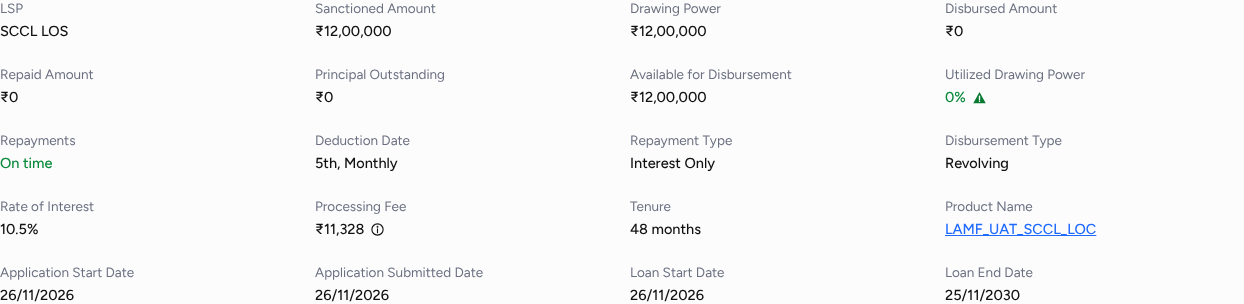 LSP Sanctioned Amount Drawing Power Disbursed Amount
SCCL LOS ₹12,00,000 ₹12,00,000 ₹0
Repaid Amount Principal Outstanding Available for Disbursement Utilized Drawing Power
₹0 ₹0 ₹12,00,000 0%
Repayments Deduction Date Repayment Type Disbursement Type
On time 5th, Monthly Interest Only Revolving
Rate of Interest Processing Fee Tenure Product Name
10.5% ₹11,328 48 months LAMF_UAT_SCCL_LOC
Application Start Date Application Submitted Date Loan Start Date Loan End Date
26/11/2026 26/11/2026 26/11/2026 25/11/2030